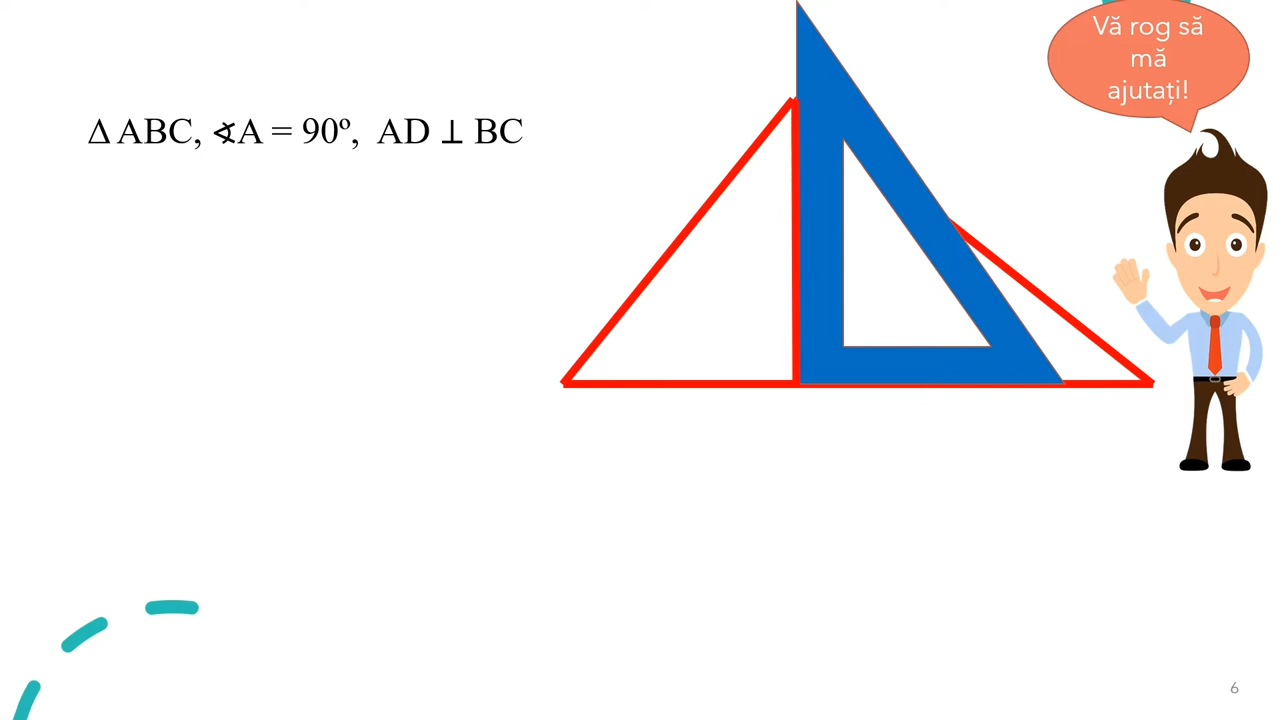 Vă rog să
mă
ajutați!
Δ ABC, ∢A = 90º, AD ⊥ BC
6